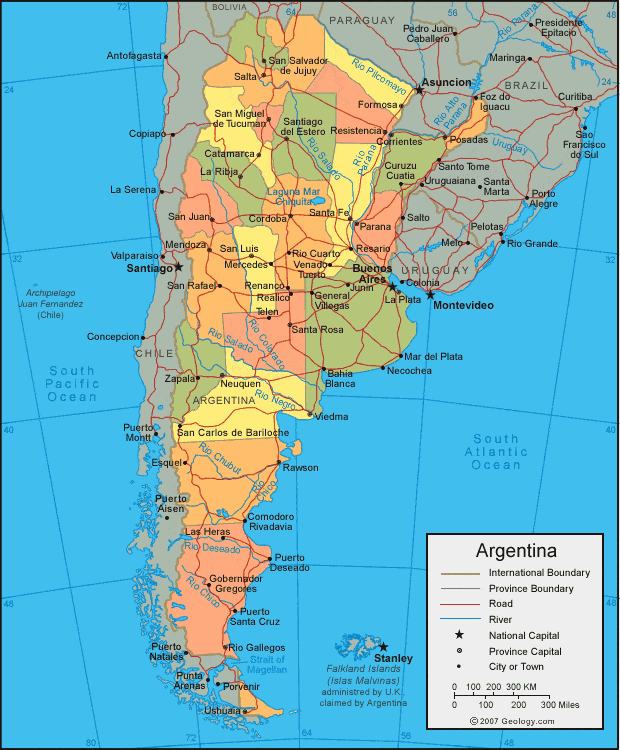 72
64
56
48
BOLIVIA
PARAGUAY
Rio Parana
Presidente
Epitacio
Pedro Juan
Caballero
Antofagasta
San Salvador
de Jujuy
Rio Pilcomayo
Maringa
Salta
Asuncion
BRAZIL
24
24
Formosa
Foz do
Iguacu
Curitiba
Rio Alto
Parana
San Miguel
de Tucuman
Santiago
del Estero
Resistencia
Copiapo
Corrientes
Posadas
Sao
Francisco
do Sul
Uruguay
Rio Salado
Rio
Parana
Catamarca
Curuzu
Cuatia
Santo Tome
La Ribja
Uruguaiana
Santa
Marta
La Serena
Laguna Mar
Chiquita
Porto
Alegre
San Juan
Cordoba
Santa Fe
Salto
Parana
Pelotas
Mendoza
San Luis
Rosario
Melo
Rio Grande
Valparaiso
Rio Cuarto
32
32
Santiago
Mercedes
Venado
Tuerto
Buenos
Aires
URUGUAY
San Rafael
Renanco
Junin
Colonia
Archipelago
Juan Fernandez
(Chile)
Realico
General
Villegas
La Plata
Montevideo
Telen
Santa Rosa
Concepcion
Rio Salado
Rio Colorado
CHILE
Mar del Plata
South
Pacific
Ocean
Zapala
Neuquen
Bahia
Blanca
Necochea
ARGENTINA
Rio Negro
Viedma
40
40
Puerto
Montt
San Carlos de Bariloche
South
Atlantic
Ocean
Esquel
Rio Chubut
Rawson
Rio
Chico
Puerto
Aisen
Comodoro
Rivadavia
Las Heras
Rio Deseado
Puerto
Deseado
Gobernador
Gregores
Rio Chico
48
Puerto
Santa Cruz
Puerto
Natales
Rio Gallegos
Strait of
Magellan
Stanley
Punta
Arenas
Porvenir
Falkland Islands
(Islas Malvinas)
administred by U.K.,
claimed by Argentina
Ushuaia
80
72
64
56
Argentina
International Boundary
Province Boundary
Road
River
National Capital
Province Capital
City or Town
0 100 200 300 KM
0 100 200 300 Miles
© 2007 Geology.com